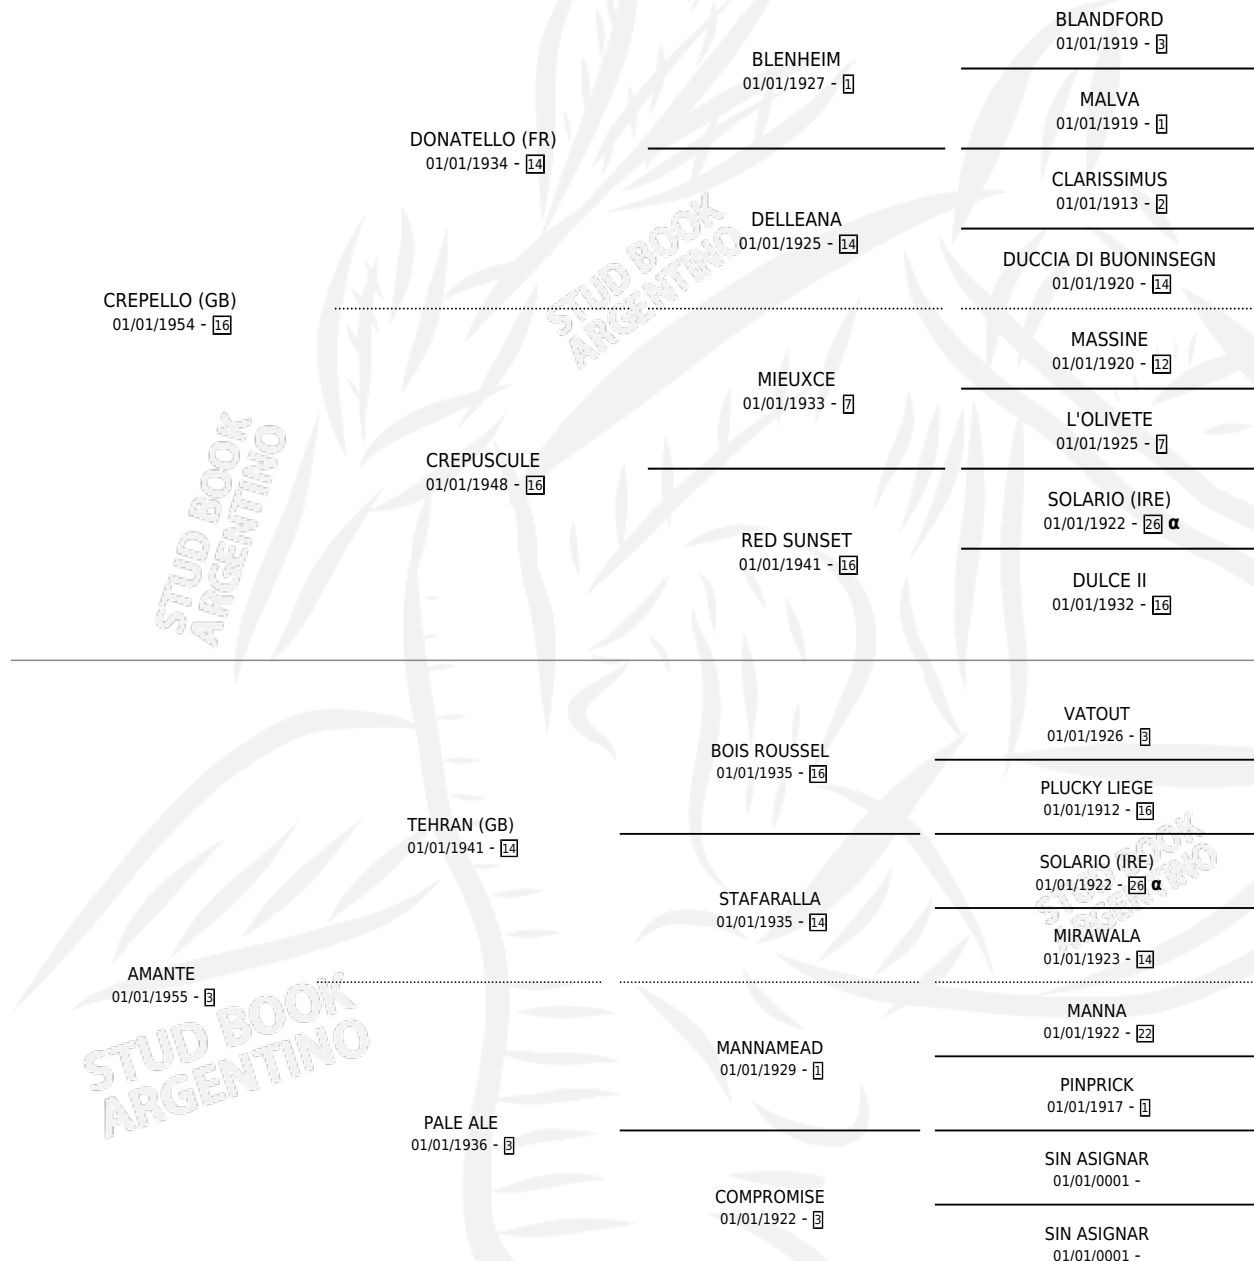 BLANDFORD
01/01/1919 - 3
BLENHEIM
01/01/1927 - 1
MALVA
01/01/1919 - 1
DONATELLO (FR)
01/01/1934 - 14
CLARISSIMUS
01/01/1913 - 2
DELLEANA
01/01/1925 - 14
DUCCIA DI BUONINSEGN
01/01/1920 - 14
CREPELLO (GB)
01/01/1954 - 16
MASSINE
01/01/1920 - 12
MIEUXCE
01/01/1933 - 7
L'OLIVETE
01/01/1925 - 7
CREPUSCULE
01/01/1948 - 16
SOLARIO (IRE)
01/01/1922 - 26 α
RED SUNSET
01/01/1941 - 16
DULCE II
01/01/1932 - 16
VATOUT
01/01/1926 - 3
BOIS ROUSSEL
01/01/1935 - 16
PLUCKY LIEGE
01/01/1912 - 16
TEHRAN (GB)
01/01/1941 - 14
SOLARIO (IRE)
01/01/1922 - 26 α
STAFARALLA
01/01/1935 - 14
MIRAWALA
01/01/1923 - 14
AMANTE
01/01/1955 - 3
MANNA
01/01/1922 - 22
MANNAMEAD
01/01/1929 - 1
PINPRICK
01/01/1917 - 1
PALE ALE
01/01/1936 - 3
SIN ASIGNAR
01/01/0001 -
COMPROMISE
01/01/1922 - 3
SIN ASIGNAR
01/01/0001 -
STUD BOOK
ARGENTINO
STUD BOOK
ARGENTINO
STUD BOOK
ARGENTINO
STUD BOOK
ARGENTINO